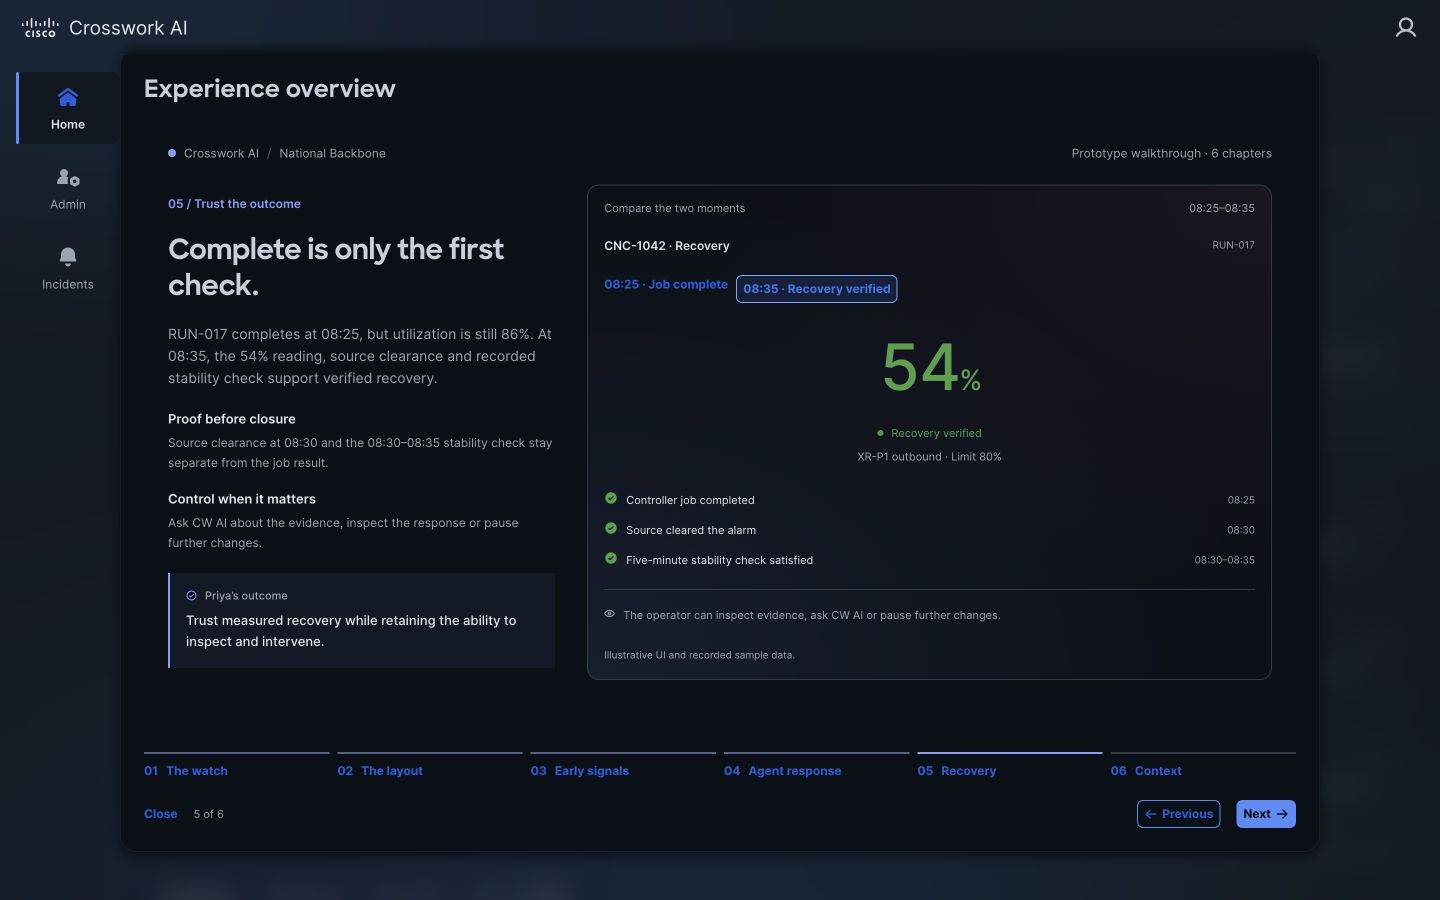 CISCO Crosswork AI
Experience overview
Home
Admin
Incidents
Crosswork AI / National Backbone
Prototype walkthrough · 6 chapters
05 / Trust the outcome
Complete is only the first
check.
RUN-017 completes at 08:25, but utilization is still 86%. At
08:35, the 54% reading, source clearance and recorded
stability check support verified recovery.
Proof before closure
Source clearance at 08:30 and the 08:30–08:35 stability check stay
separate from the job result.
Control when it matters
Ask CW AI about the evidence, inspect the response or pause
further changes.
Priya's outcome
Trust measured recovery while retaining the ability to
inspect and intervene.
Compare the two moments 08:25–08:35
CNC-1042 · Recovery RUN-017
08:25 · Job complete 08:35 · Recovery verified
54%
Recovery verified
XR-P1 outbound · Limit 80%
Controller job completed 08:25
Source cleared the alarm 08:30
Five-minute stability check satisfied 08:30–08:35
The operator can inspect evidence, ask CW AI or pause further changes.
Illustrative UI and recorded sample data.
01 The watch 02 The layout 03 Early signals 04 Agent response 05 Recovery 06 Context
Close 5 of 6 ← Previous Next →